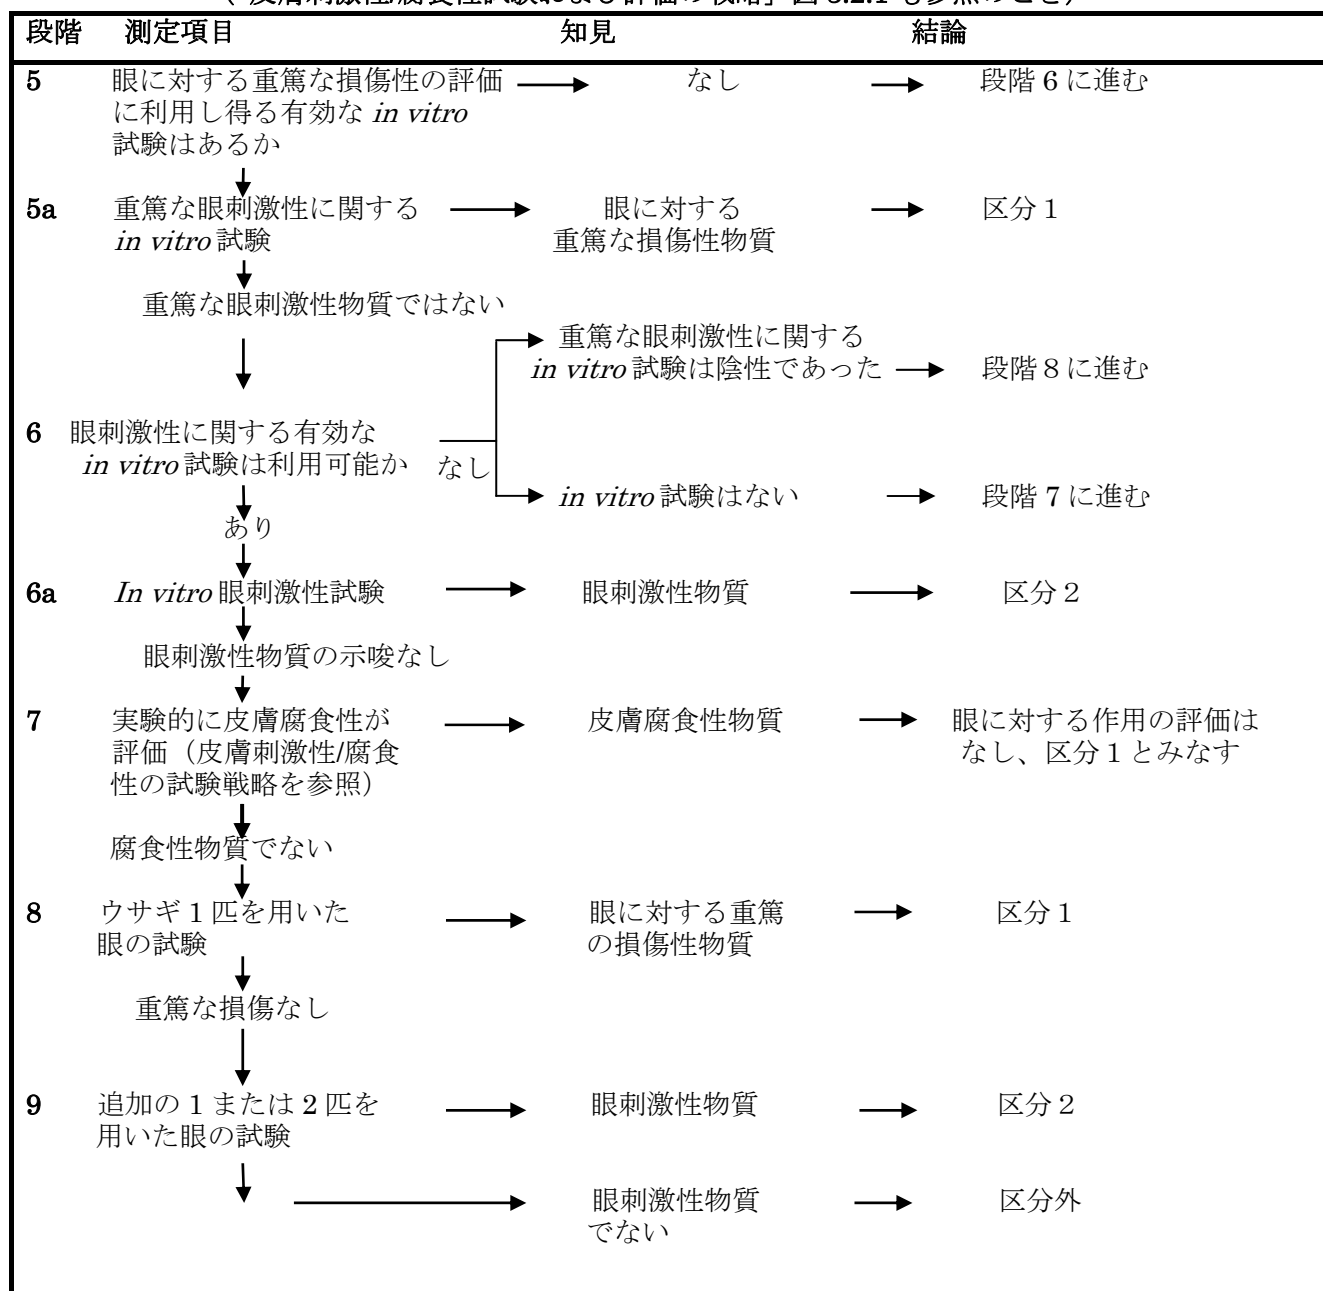 （「皮膚刺激性/腐食性試験および評価の戦略」図 3.2.1 も参照のこと）
段階 測定項目 知見 結論
5 眼に対する重篤な損傷性の評価 なし 段階 6 に進む
に利用し得る有効な in vitro
試験はあるか
5a 重篤な眼刺激性に関する 眼に対する 区分 1
in vitro 試験 重篤な損傷性物質
重篤な眼刺激性物質ではない
重篤な眼刺激性に関する
in vitro 試験は陰性であった 段階８に進む
6 眼刺激性に関する有効な
in vitro 試験は利用可能か なし
in vitro 試験はない 段階 7 に進む
あり
6a In vitro 眼刺激性試験 眼刺激性物質 区分２
眼刺激性物質の示唆なし
7 実験的に皮膚腐食性が 皮膚腐食性物質 眼に対する作用の評価は
評価（皮膚刺激性/腐食 なし、区分１とみなす
性の試験戦略を参照）
腐食性物質でない
8 ウサギ 1 匹を用いた 眼に対する重篤 区分 1
眼の試験 の損傷性物質
重篤な損傷なし
9 追加の 1 または 2 匹を 眼刺激性物質 区分２
用いた眼の試験
眼刺激性物質 区分外
でない